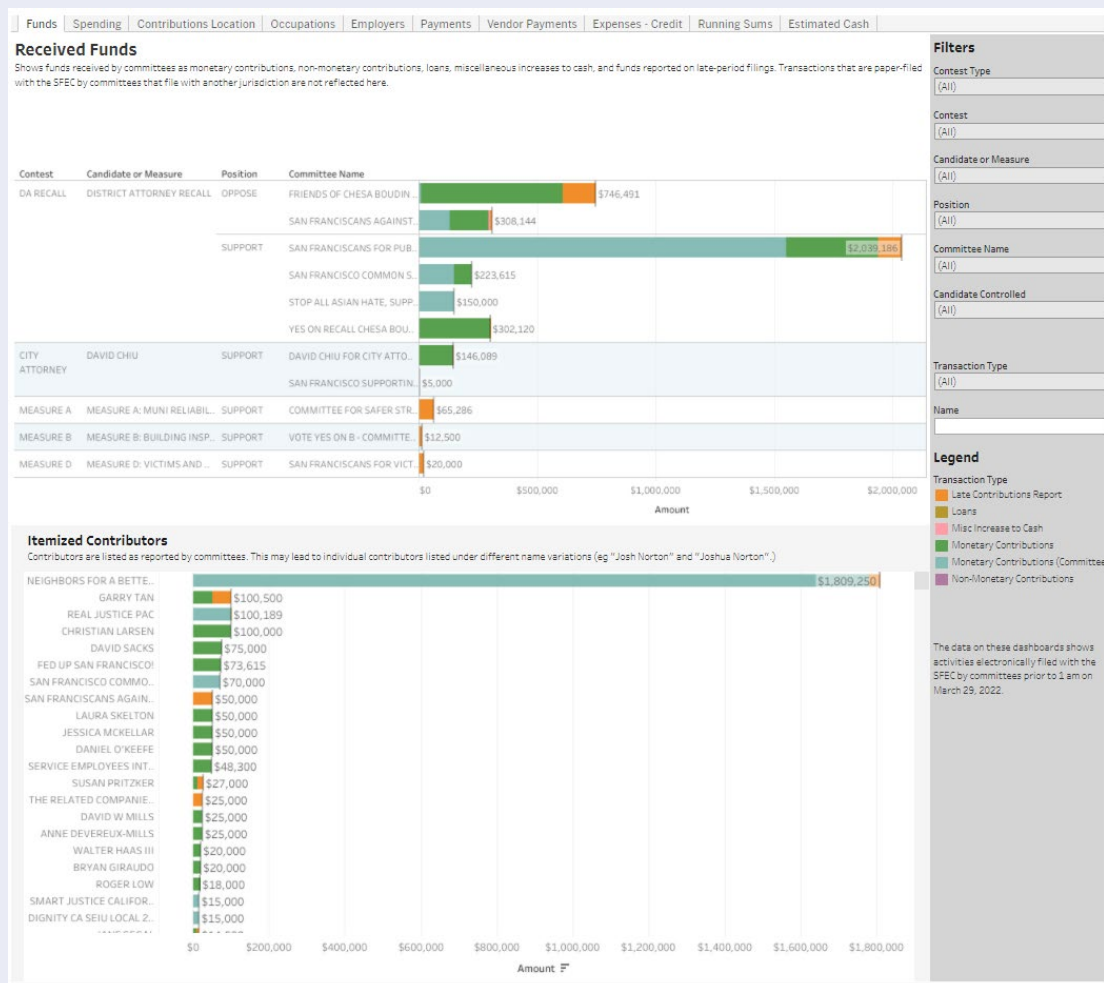 Funds Spending Contributions Location Occupations Employers Payments Vendor Payments Expenses - Credit Running Sums Estimated Cash
Received Funds
Shows funds received by committees as monetary contributions, non-monetary contributions, loans, miscellaneous increases to cash, and funds reported on late-period filings. Transactions that are paper-filed
with the SFEC by committees that file with another jurisdiction are not reflected here.
Contest Candidate or Measure Position Committee Name
DA RECALL DISTRICT ATTORNEY RECALL OPPOSE FRIENDS OF CHESA BOUDIN .. $746,491
SAN FRANCISCANS AGAINST.. $308,144
SUPPORT SAN FRANCISCANS FOR PUB.. $2,039,186
SAN FRANCISCO COMMON S.. $223,615
STOP ALL ASIAN HATE, SUPP.. $150,000
YES ON RECALL CHESA BOU.. $302,120
CITY ATTORNEY DAVID CHIU SUPPORT DAVID CHIU FOR CITY ATTO.. $146,089
SAN FRANCISCO SUPPORTIN.. $5,000
MEASURE A MEASURE A: MUNI RELIABIL.. SUPPORT COMMITTEE FOR SAFER STR.. $65,286
MEASURE B MEASURE B: BUILDING INSP.. SUPPORT VOTE YES ON B - COMMITTE.. $12,500
MEASURE D MEASURE D: VICTIMS AND .. SUPPORT SAN FRANCISCANS FOR VICT.. $20,000
$0 $500,000 $1,000,000 $1,500,000 $2,000,000
Amount
Itemized Contributors
Contributors are listed as reported by committees. This may lead to individual contributors listed under different name variations (eg "Josh Norton" and "Joshua Norton".)
NEIGHBORS FOR A BETTE.. $1,809,250
GARRY TAN $100,500
REAL JUSTICE PAC $100,189
CHRISTIAN LARSEN $100,000
DAVID SACKS $75,000
FED UP SAN FRANCISCO! $73,615
SAN FRANCISCO COMMO.. $70,000
SAN FRANCISCANS AGAIN.. $50,000
LAURA SKELTON $50,000
JESSICA MCKELLAR $50,000
DANIEL O'KEEFE $50,000
SERVICE EMPLOYEES INT.. $48,300
SUSAN PRITZKER $27,000
THE RELATED COMPANIE.. $25,000
DAVID W MILLS $25,000
ANNE DEVEREUX-MILLS $25,000
WALTER HAAS III $20,000
BRYAN GIRAUDO $20,000
ROGER LOW $18,000
SMART JUSTICE CALIFOR.. $15,000
DIGNITY CA SEIU LOCAL 2.. $15,000
$0 $200,000 $400,000 $600,000 $800,000 $1,000,000 $1,200,000 $1,400,000 $1,600,000 $1,800,000
Amount
Filters
Contest Type
(All)
Contest
(All)
Candidate or Measure
(All)
Position
(All)
Committee Name
(All)
Candidate Controlled
(All)
Transaction Type
(All)
Name
Legend
Transaction Type
Late Contributions Report
Loans
Misc Increase to Cash
Monetary Contributions
Monetary Contributions (Committee
Non-Monetary Contributions
The data on these dashboards shows
activities electronically filed with the
SFEC by committees prior to 1 am on
March 29, 2022.